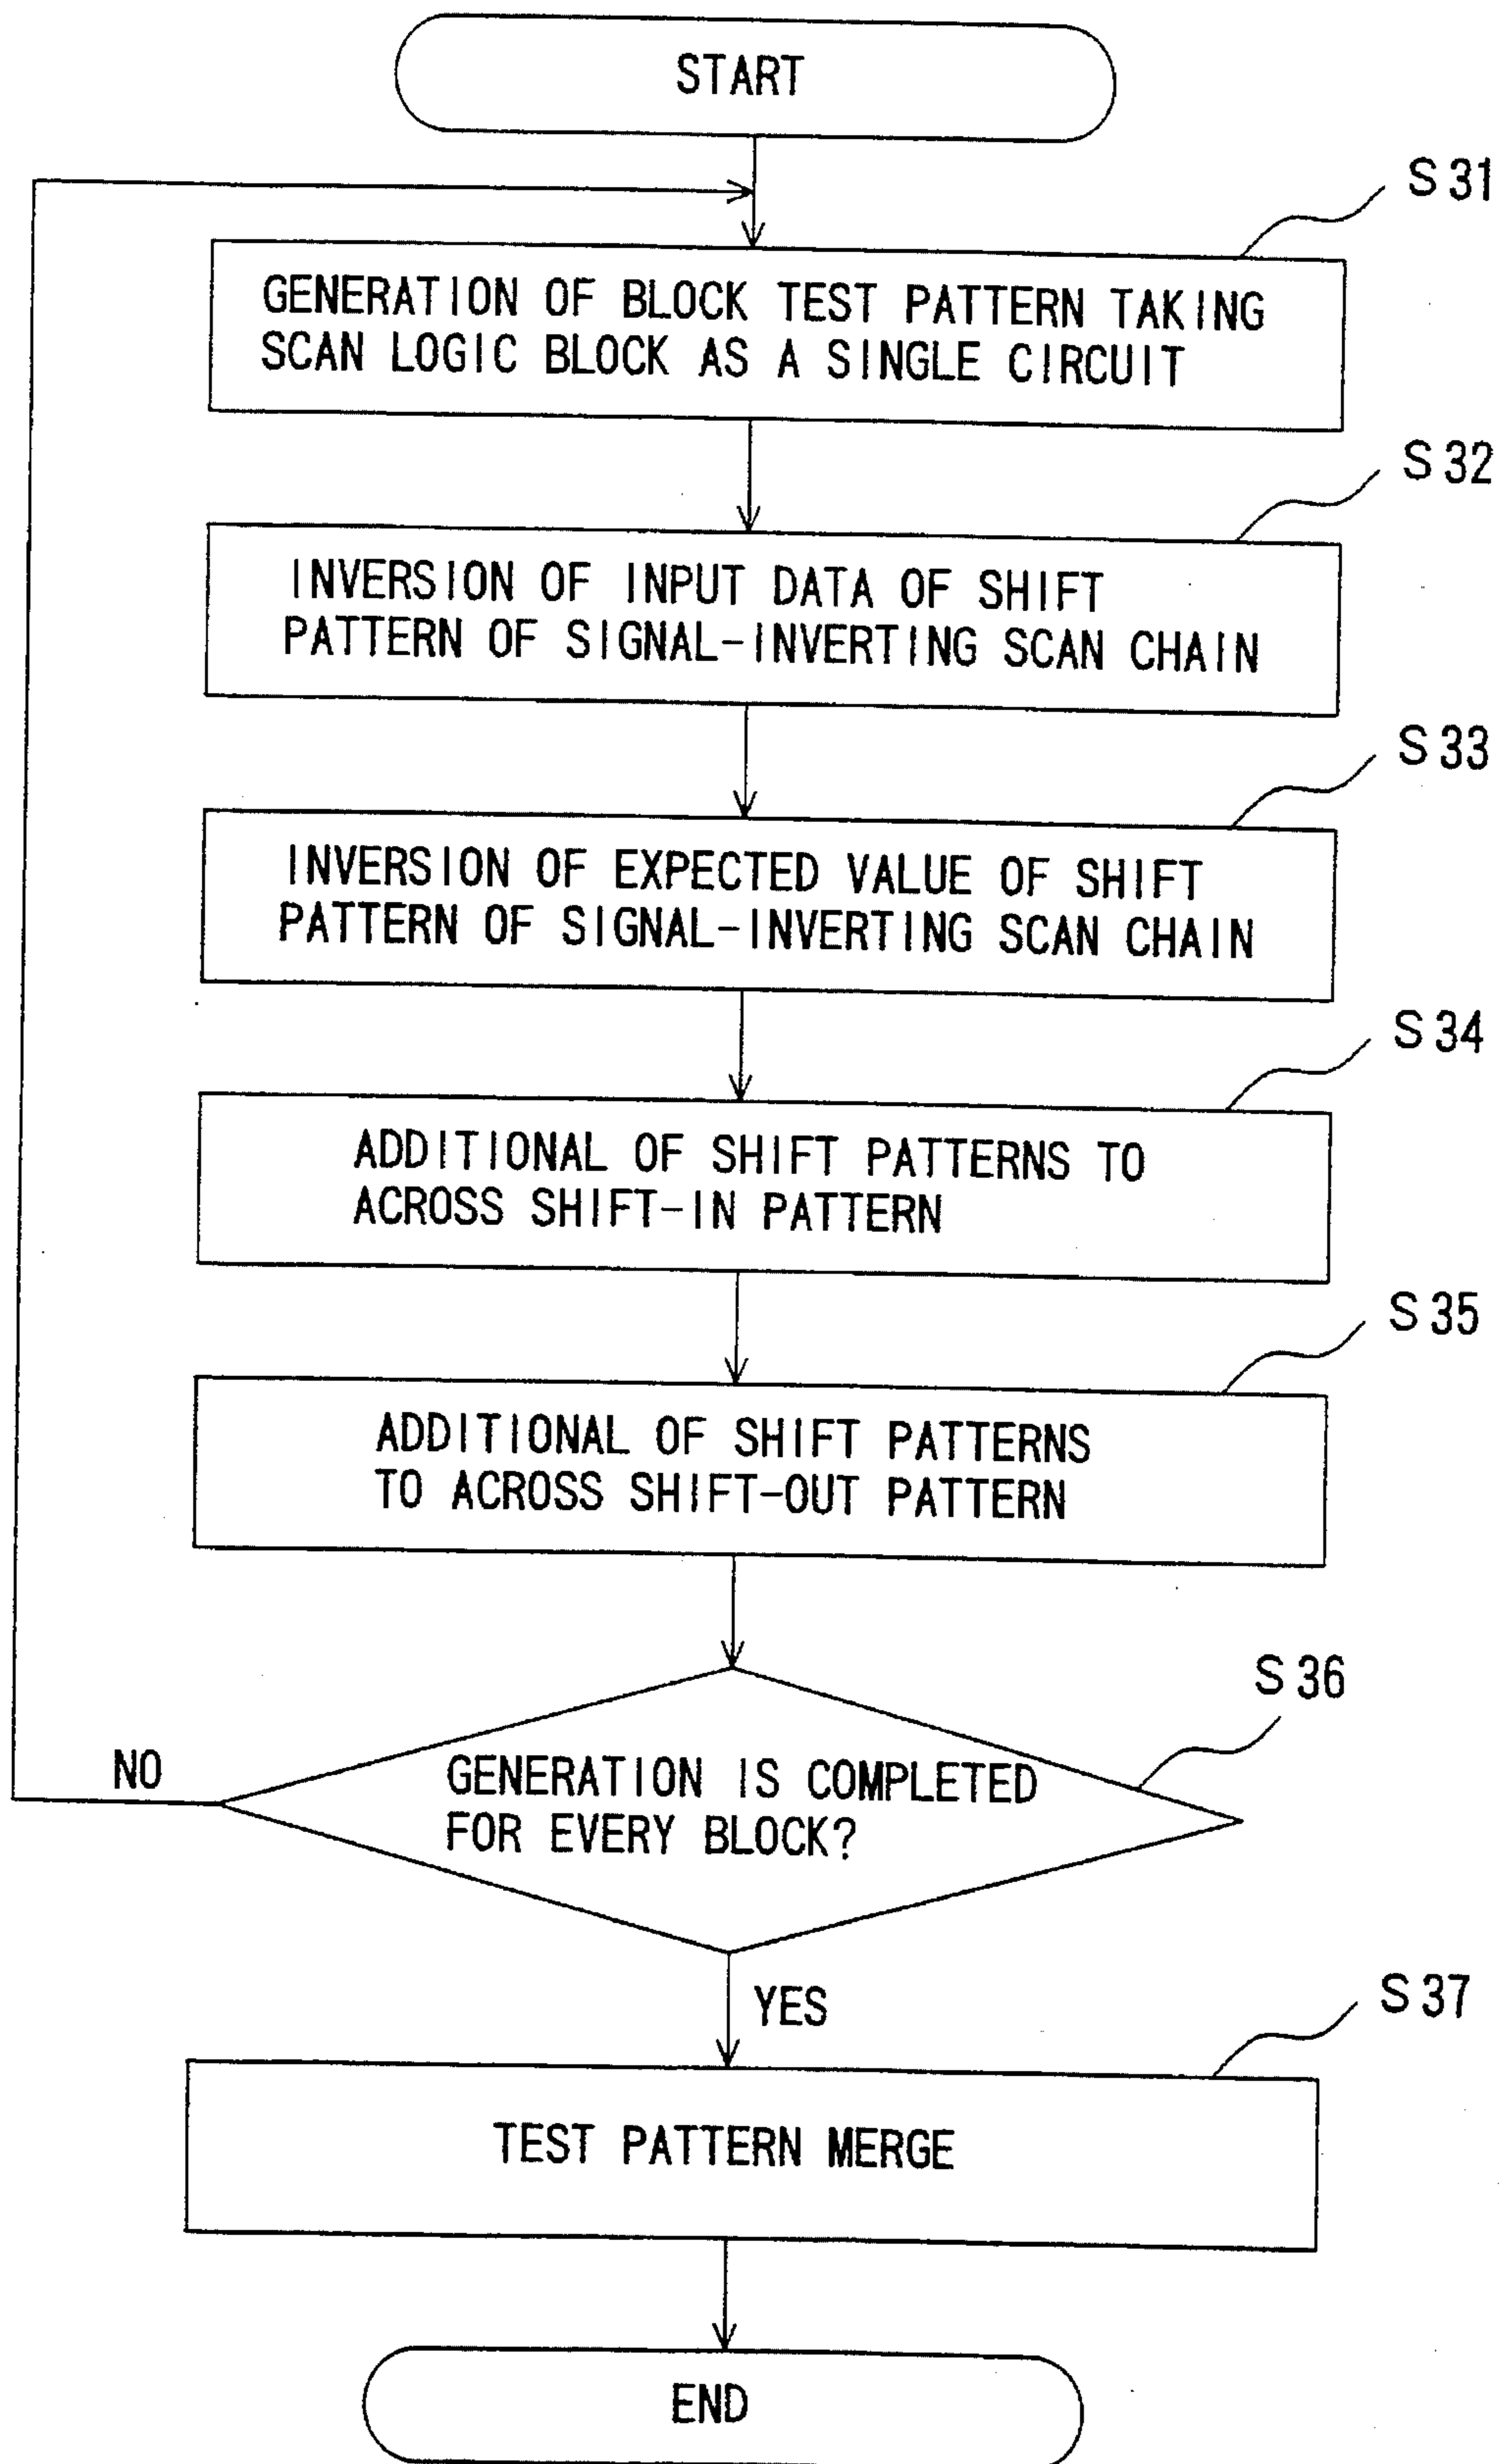 START
S31
GENERATION OF BLOCK TEST PATTERN TAKING
SCAN LOGIC BLOCK AS A SINGLE CIRCUIT
S32
INVERSION OF INPUT DATA OF SHIFT
PATTERN OF SIGNAL-INVERTING SCAN CHAIN
S33
INVERSION OF EXPECTED VALUE OF SHIFT
PATTERN OF SIGNAL-INVERTING SCAN CHAIN
S34
ADDITIONAL OF SHIFT PATTERNS TO
ACROSS SHIFT-IN PATTERN
S35
ADDITIONAL OF SHIFT PATTERNS
TO ACROSS SHIFT-OUT PATTERN
S36
NO
GENERATION IS COMPLETED
FOR EVERY BLOCK?
YES
S37
TEST PATTERN MERGE
END